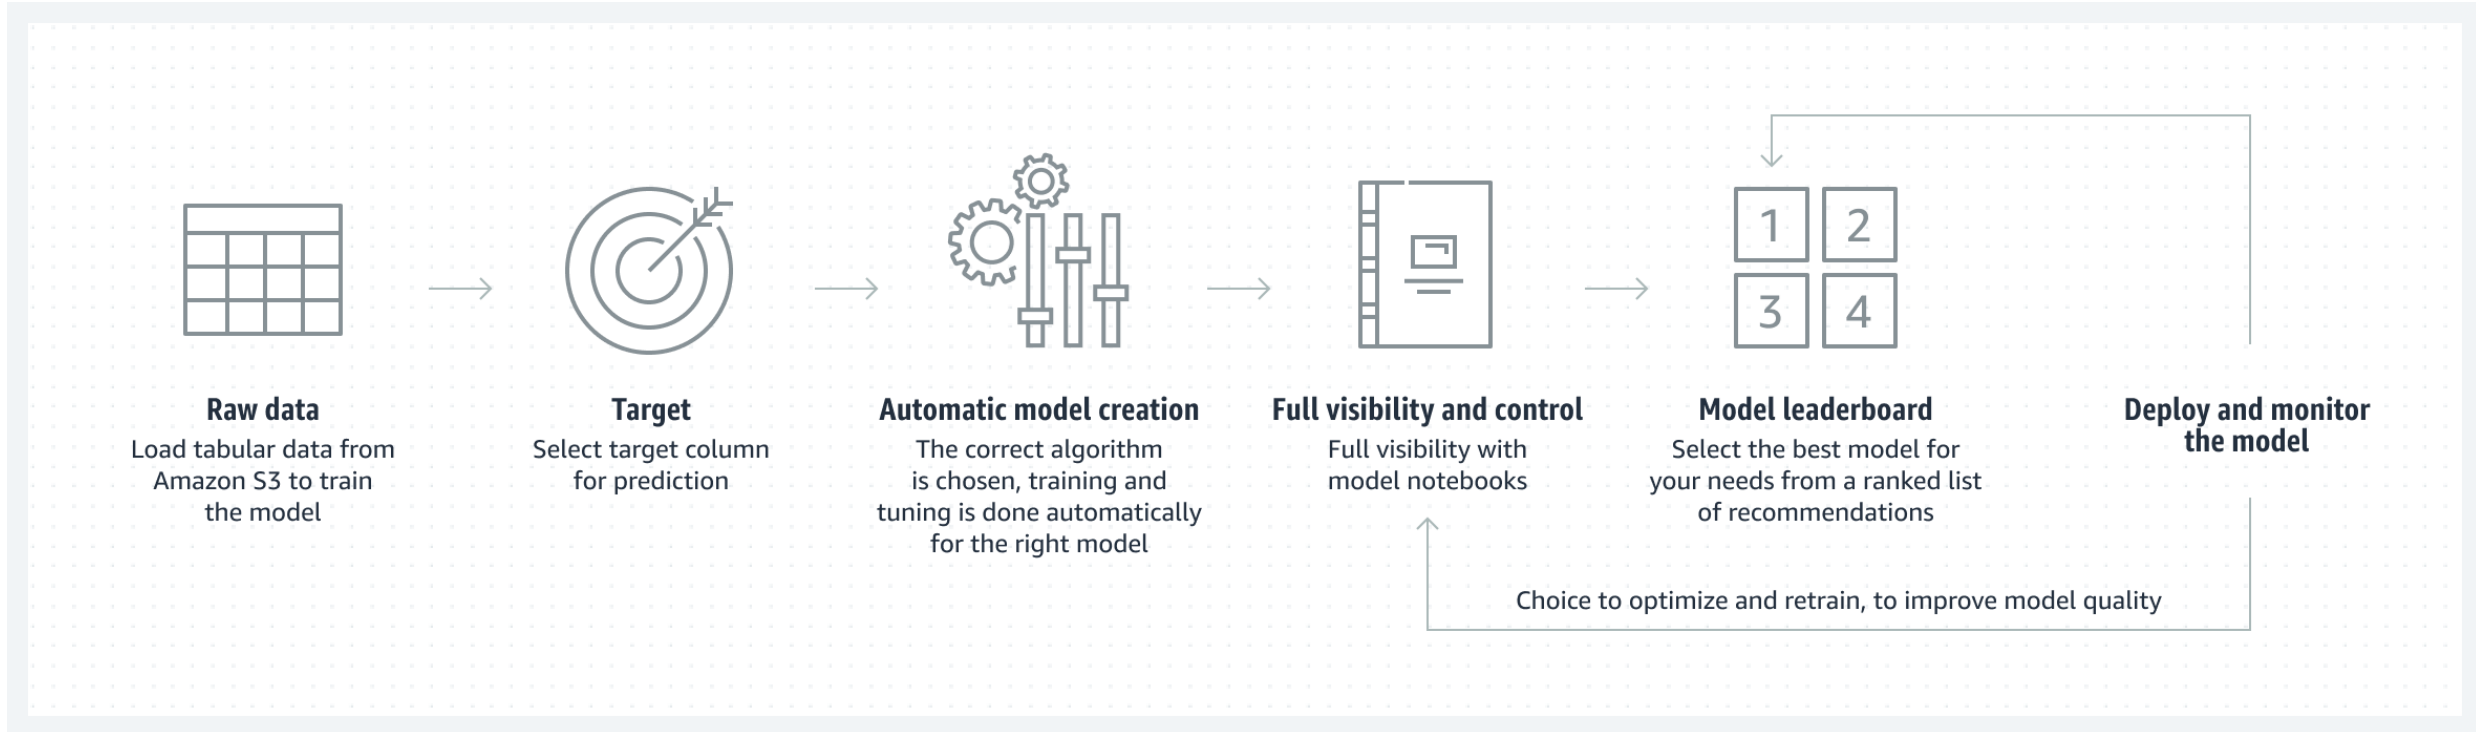 1
2
3
4
Raw data
Load tabular data from
Amazon S3 to train
the model
Target
Select target column
for prediction
Automatic model creation
The correct algorithm
is chosen, training and
tuning is done automatically
for the right model
Full visibility and control
Full visibility with
model notebooks
Model leaderboard
Select the best model for
your needs from a ranked list
of recommendations
Deploy and monitor
the model
Choice to optimize and retrain, to improve model quality